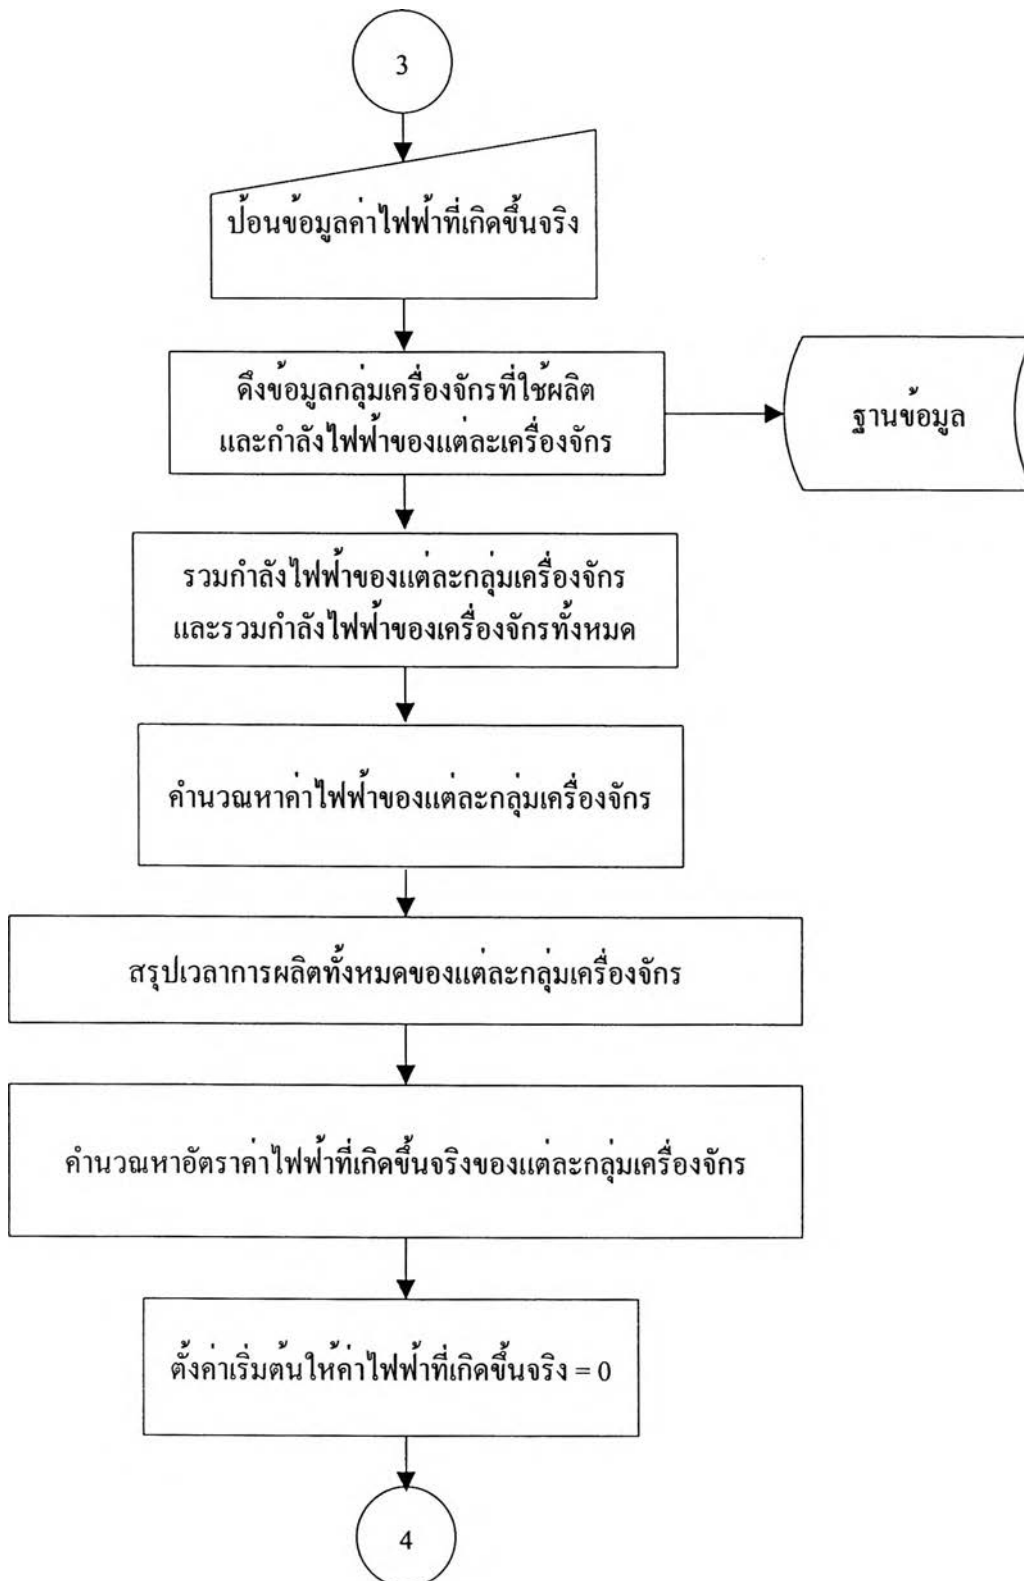 3
ป้อนข้อมูลค่าไฟฟ้าที่เกิดขึ้นจริง
ดึงข้อมูลกลุ่มเครื่องจักรที่ใช้ผลิต
และกำลังไฟฟ้าของแต่ละเครื่องจักร
ฐานข้อมูล
รวมกำลังไฟฟ้าของแต่ละกลุ่มเครื่องจักร
และรวมกำลังไฟฟ้าของเครื่องจักรทั้งหมด
คำนวณหาค่าไฟฟ้าของแต่ละกลุ่มเครื่องจักร
สรุปเวลาการผลิตทั้งหมดของแต่ละกลุ่มเครื่องจักร
คำนวณหาอัตราค่าไฟฟ้าที่เกิดขึ้นจริงของแต่ละกลุ่มเครื่องจักร
ตั้งค่าเริ่มต้นให้ค่าไฟฟ้าที่เกิดขึ้นจริง = 0
4